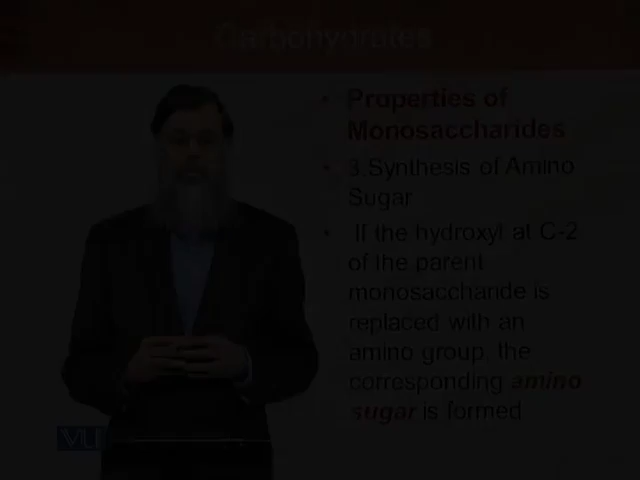 Carbohydrates
• Properties of
Monosaccharides
• 3.Synthesis of Amino
Sugar
• If the hydroxyl at C-2
of the parent
monosaccharide is
replaced with an
amino group, the
corresponding amino
sugar is formed
VU